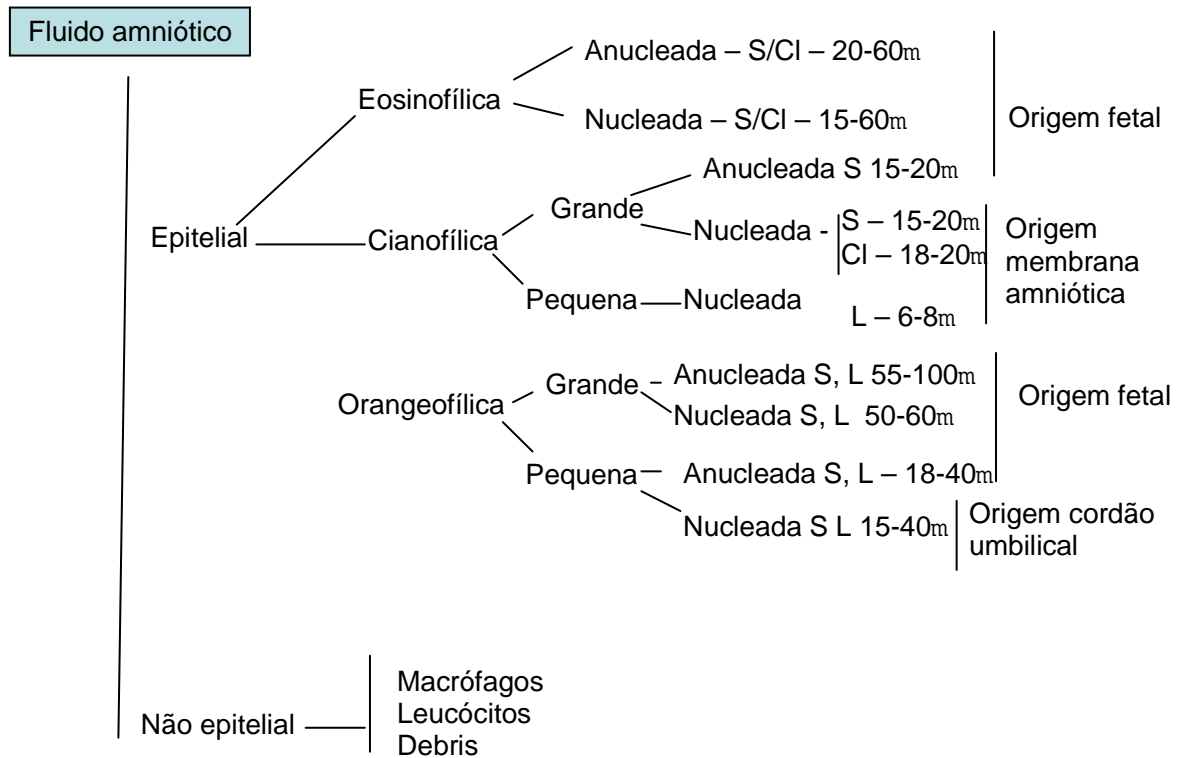 Fluido amniótico
Anucleada – S/Cl – 20-60m
Eosinofílica
Nucleada – S/Cl – 15-60m
Origem fetal
Anucleada S 15-20m
Grande
Epitelial
Cianofílica
Nucleada -
S – 15-20m
Cl – 18-20m
Origem
membrana
amniótica
Pequena
Nucleada
L – 6-8m
Orangeofílica
Grande
Anucleada S, L 55-100m
Nucleada S, L 50-60m
Origem fetal
Pequena
Anucleada S, L – 18-40m
Nucleada S L 15-40m
Origem cordão
umbilical
Não epitelial
Macrófagos
Leucócitos
Debris